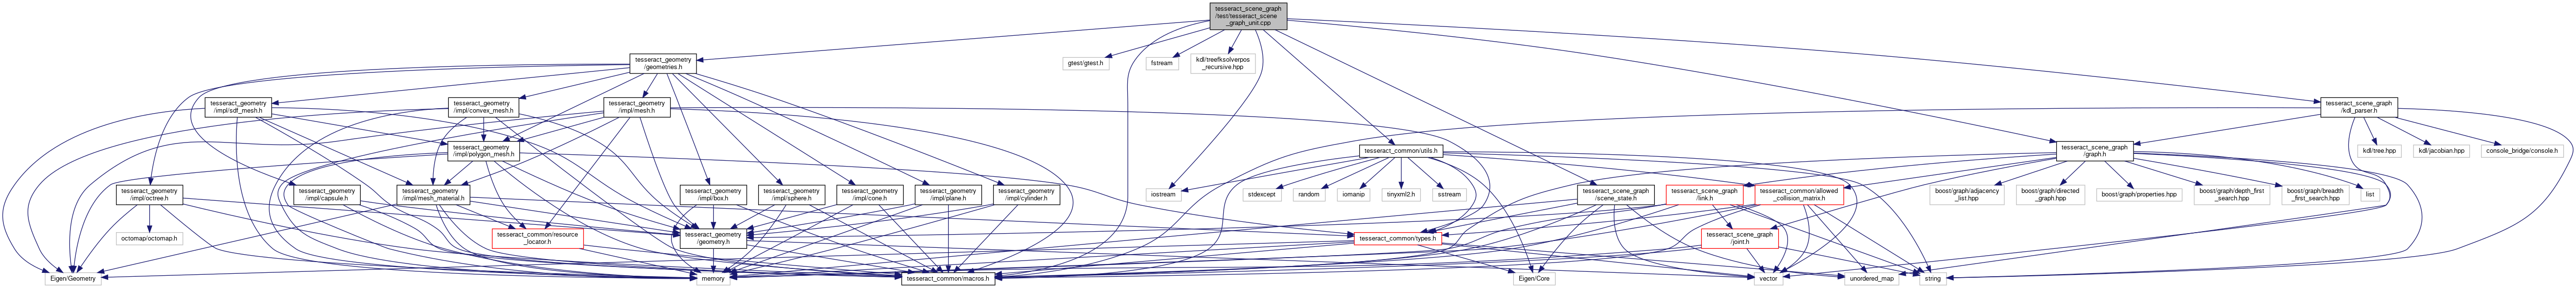 tesseract_scene_graph
/test/tesseract_scene
_graph_unit.cpp
tesseract_geometry
/geometries.h
gtest/gtest.h
fstream
kdl/treefksolverpos
_recursive.hpp
tesseract_scene_graph
/kdl_parser.h
tesseract_geometry
/impl/sdf_mesh.h
tesseract_geometry
/impl/convex_mesh.h
tesseract_geometry
/impl/mesh.h
tesseract_geometry
/impl/polygon_mesh.h
tesseract_common/utils.h
tesseract_scene_graph
/graph.h
kdl/tree.hpp
kdl/jacobian.hpp
console_bridge/console.h
tesseract_geometry
/impl/octree.h
tesseract_geometry
/impl/capsule.h
tesseract_geometry
/impl/mesh_material.h
tesseract_geometry
/impl/box.h
tesseract_geometry
/impl/sphere.h
tesseract_geometry
/impl/cone.h
tesseract_geometry
/impl/plane.h
tesseract_geometry
/impl/cylinder.h
iostream
stdexcept
random
iomanip
tinyxml2.h
sstream
tesseract_scene_graph
/scene_state.h
tesseract_scene_graph
/link.h
tesseract_common/allowed
_collision_matrix.h
boost/graph/adjacency
_list.hpp
boost/graph/directed
_graph.hpp
boost/graph/properties.hpp
boost/graph/depth_first
_search.hpp
boost/graph/breadth
_first_search.hpp
list
octomap/octomap.h
tesseract_common/resource
_locator.h
tesseract_geometry
/geometry.h
tesseract_common/types.h
tesseract_scene_graph
/joint.h
Eigen/Geometry
memory
tesseract_common/macros.h
Eigen/Core
vector
unordered_map
string